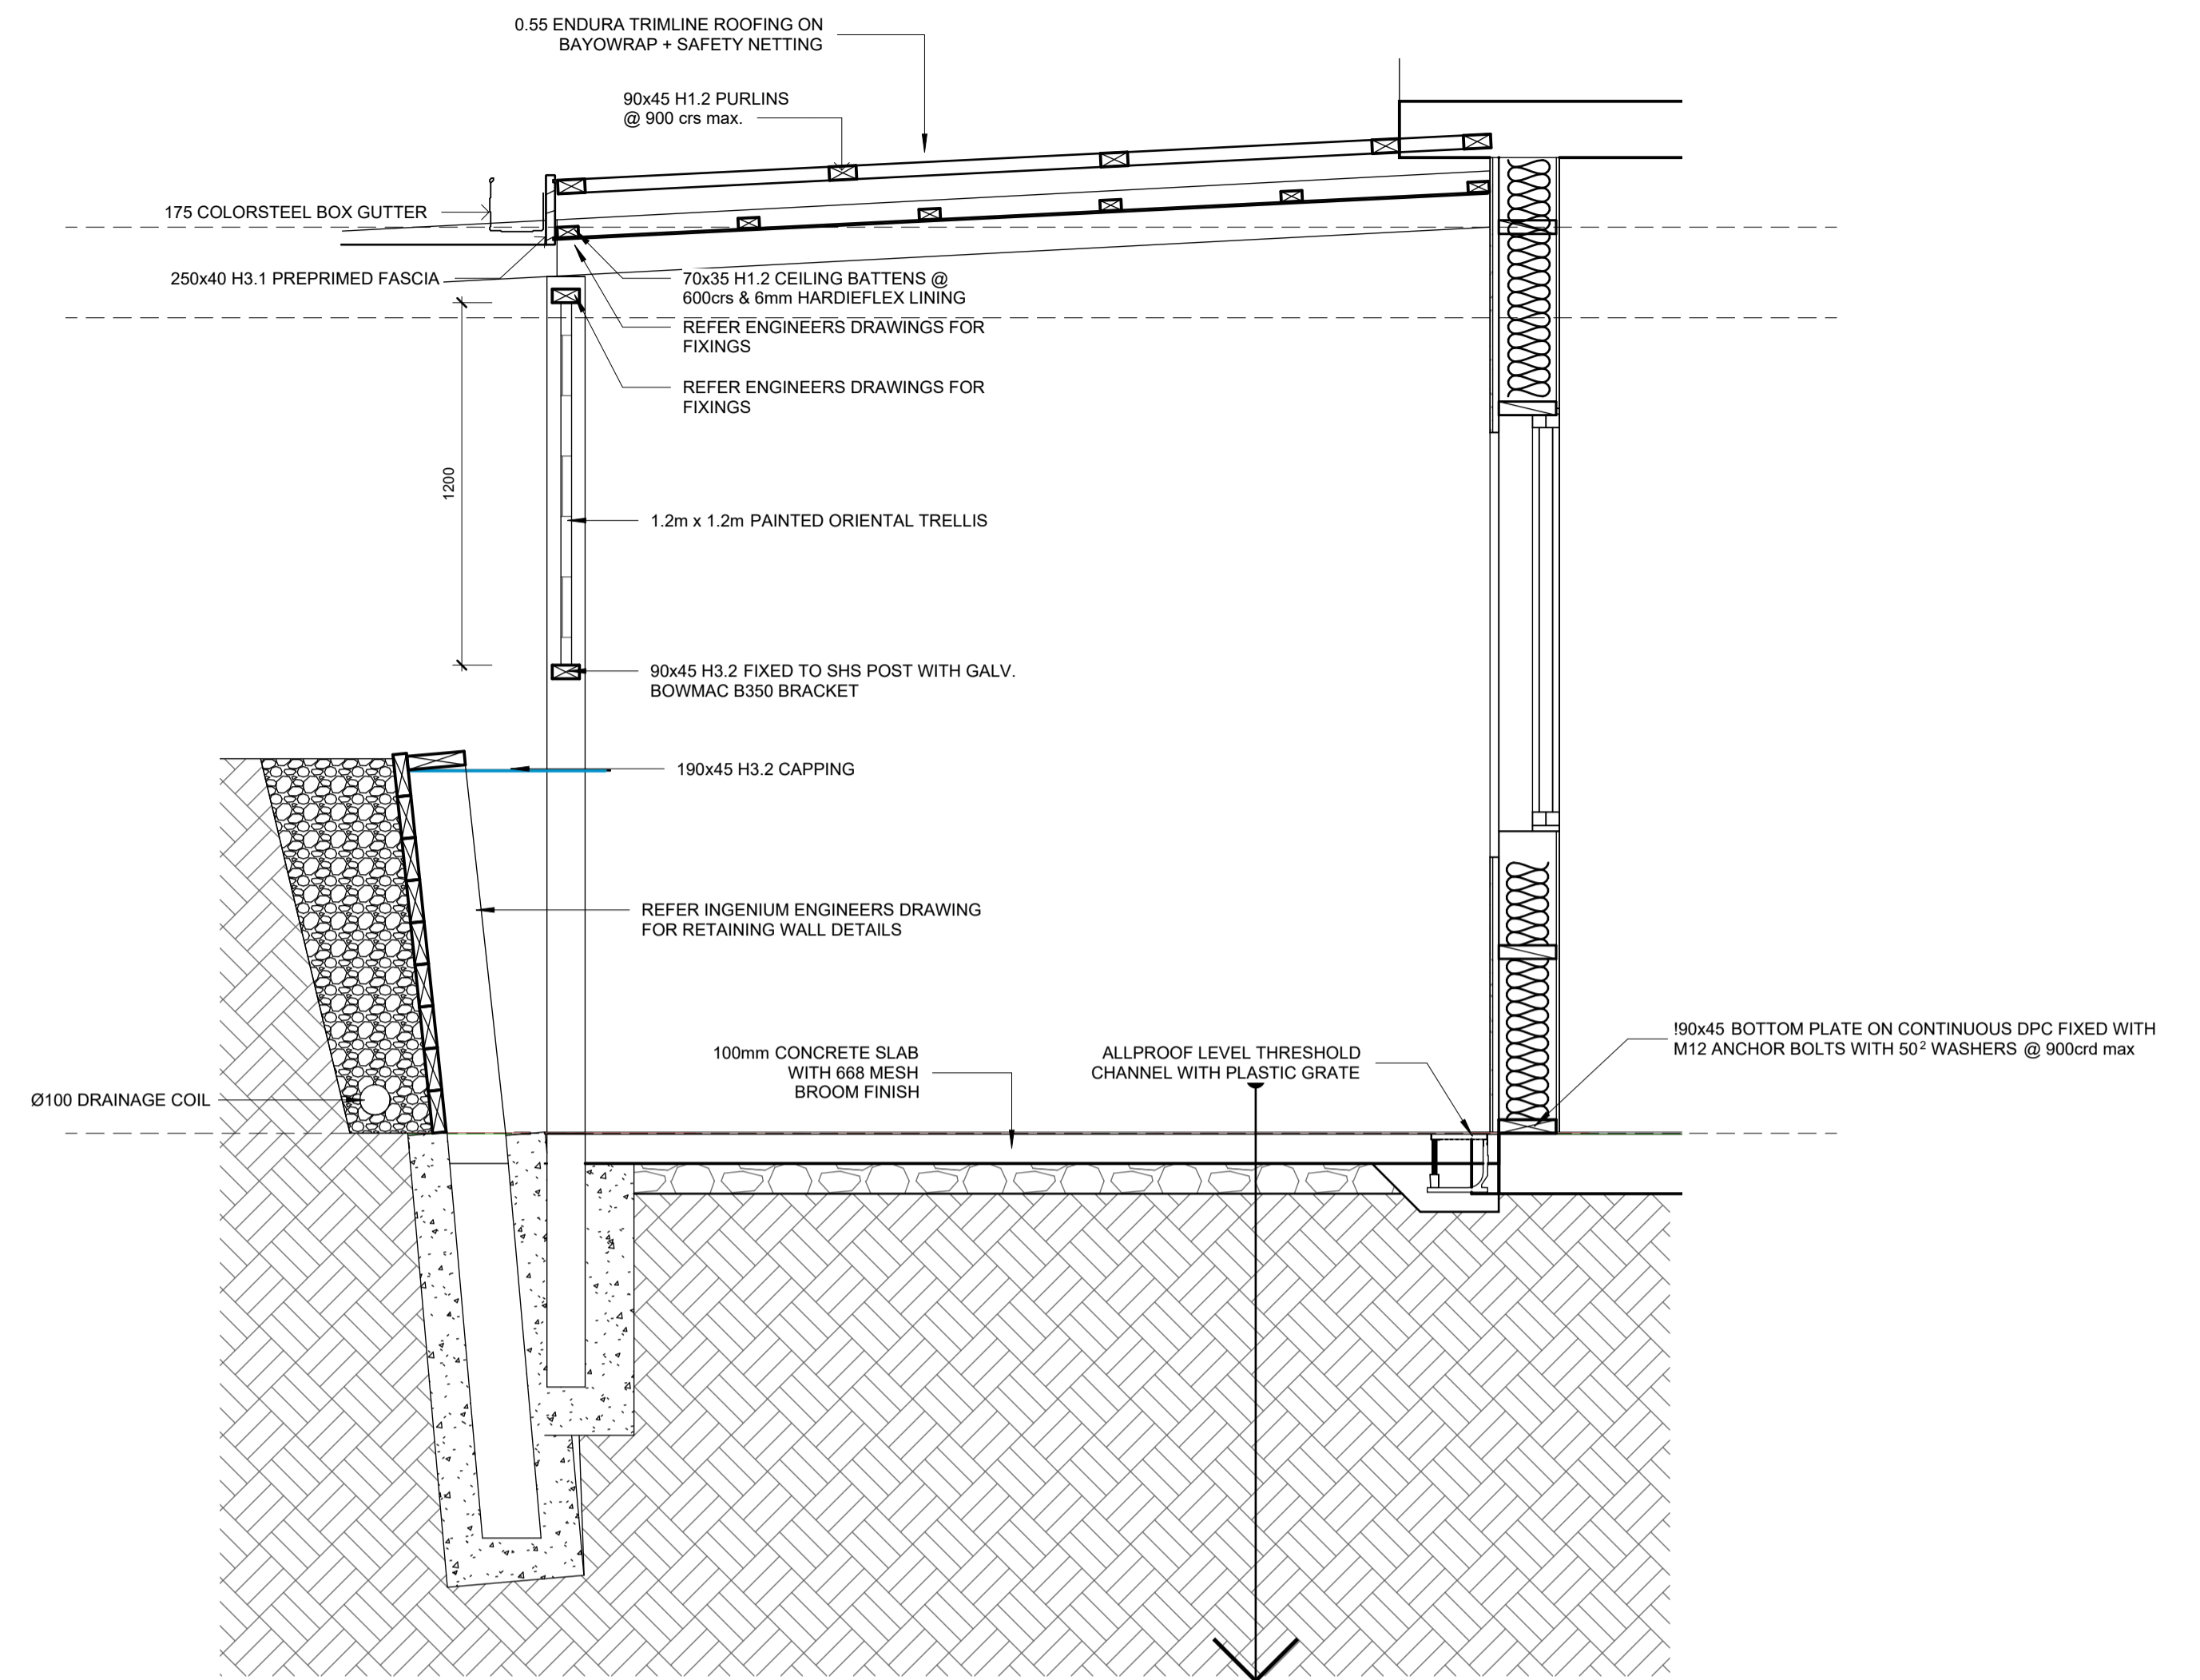 0.55 ENDURA TRIMLINE ROOFING ON
BAYOWRAP + SAFETY NETTING
90x45 H1.2 PURLINS
@ 900 crs max.
175 COLORSTEEL BOX GUTTER
250x40 H3.1 PREPRIMED FASCIA
70x35 H1.2 CEILING BATTENS @
600crs & 6mm HARDIEFLEX LINING
REFER ENGINEERS DRAWINGS FOR
FIXINGS
REFER ENGINEERS DRAWINGS FOR
FIXINGS
1200
1.2m x 1.2m PAINTED ORIENTAL TRELLIS
90x45 H3.2 FIXED TO SHS POST WITH GALV.
BOWMAC B350 BRACKET
190x45 H3.2 CAPPING
REFER INGENIUM ENGINEERS DRAWING
FOR RETAINING WALL DETAILS
!90x45 BOTTOM PLATE ON CONTINUOUS DPC FIXED WITH
M12 ANCHOR BOLTS WITH 50² WASHERS @ 900crd max
100mm CONCRETE SLAB
WITH 668 MESH
BROOM FINISH
ALLPROOF LEVEL THRESHOLD
CHANNEL WITH PLASTIC GRATE
Ø100 DRAINAGE COIL